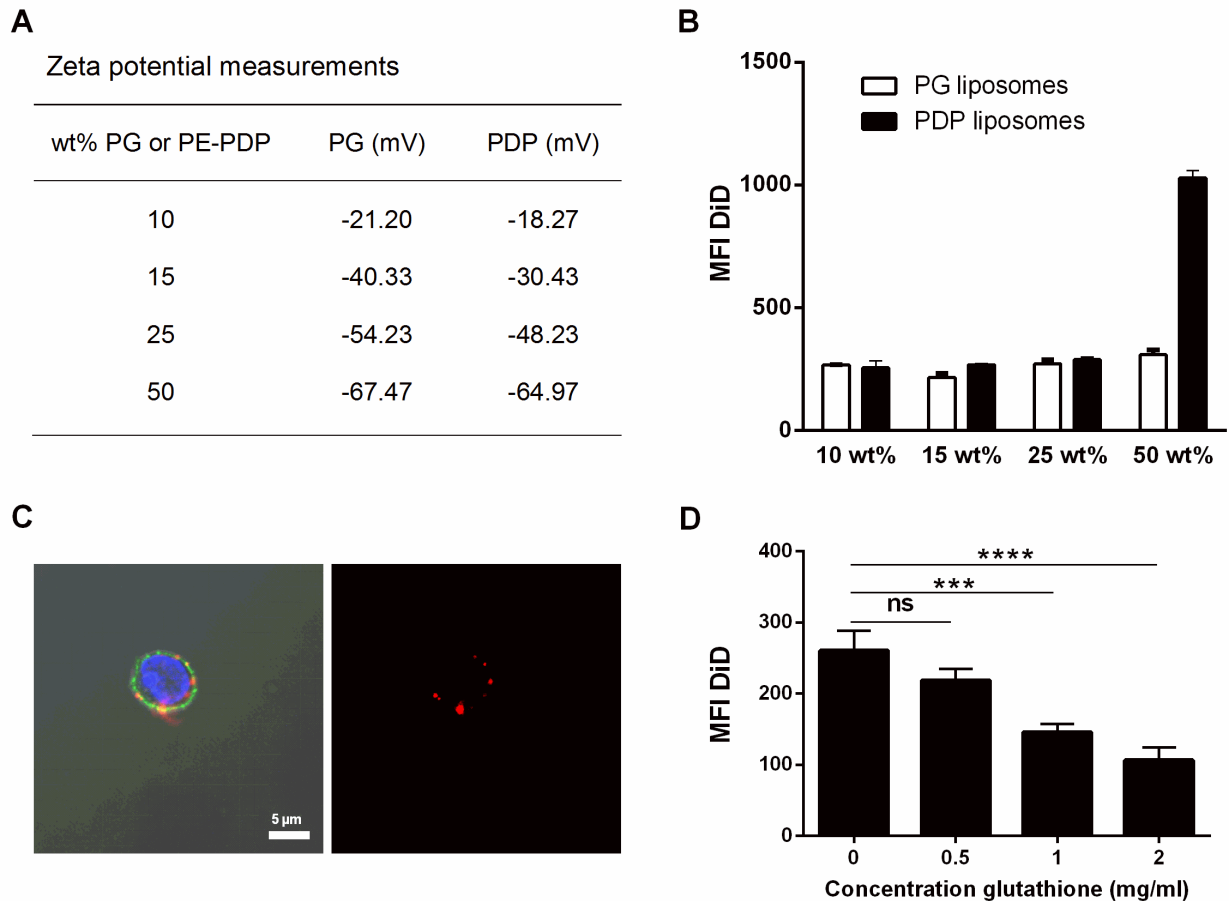 A
Zeta potential measurements
wt% PG or PE-PDP PG (mV) PDP (mV)
10 -21.20 -18.27
15 -40.33 -30.43
25 -54.23 -48.23
50 -67.47 -64.97
B
1500
1000
500
0
MFI DiD
PG liposomes
PDP liposomes
10 wt% 15 wt% 25 wt% 50 wt%
C
5 µm
D
400
300
200
100
0
MFI DiD
****
***
ns
0 0.5 1 2
Concentration glutathione (mg/ml)